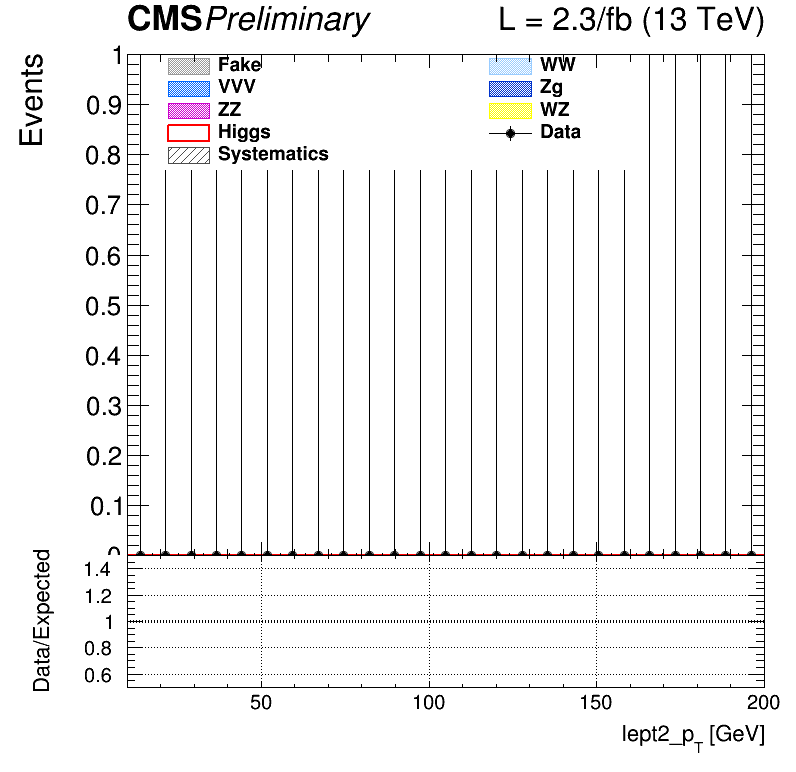 CMSPreliminary L = 2.3/fb (13 TeV)
Events
1
0.9
0.8
0.7
0.6
0.5
0.4
0.3
0.2
0.1
0
Fake WW
VVV Zg
ZZ WZ
Higgs Data
Systematics
Data/Expected
1.4
1.2
1
0.8
0.6
50 100 150 200
lept2_p_T [GeV]